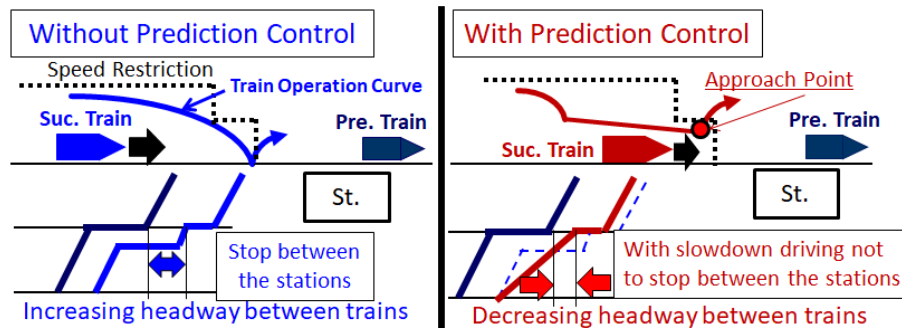 Without Prediction Control
Speed Restriction
Train Operation Curve
Suc. Train
Pre. Train
St.
Stop between
the stations
Increasing headway between trains
With Prediction Control
Approach Point
Pre. Train
Suc. Train
St.
With slowdown driving not
to stop between the stations
Decreasing headway between trains